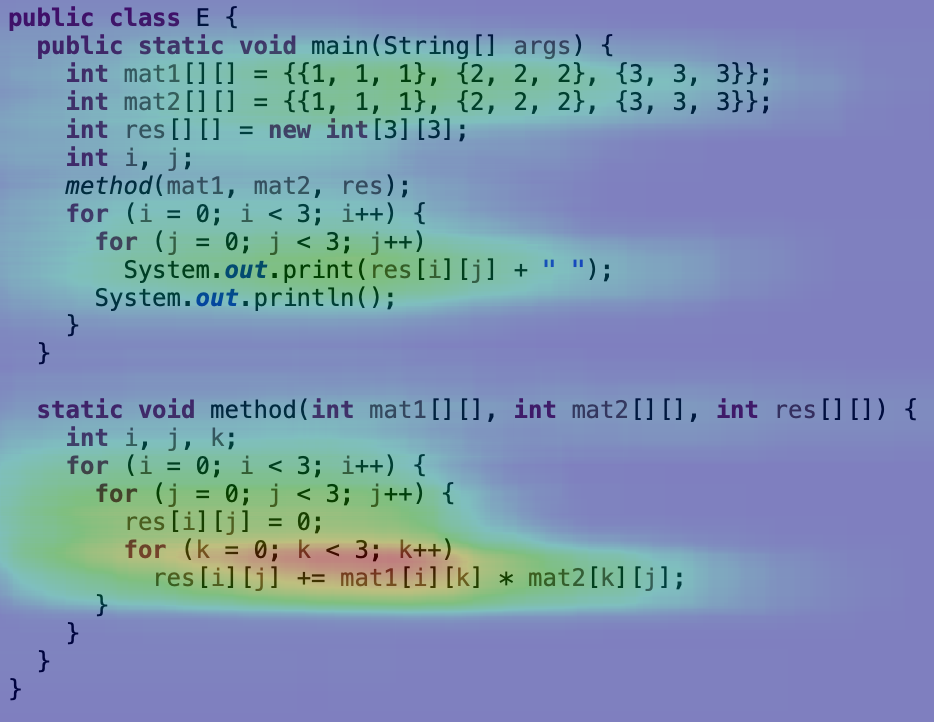 public class E {
  public static void main(String[] args) {
    int mat1[][] = {{1, 1, 1}, {2, 2, 2}, {3, 3, 3}};
    int mat2[][] = {{1, 1, 1}, {2, 2, 2}, {3, 3, 3}};
    int res[][] = new int[3][3];
    int i, j;
    method(mat1, mat2, res);
    for (i = 0; i < 3; i++) {
      for (j = 0; j < 3; j++)
        System.out.print(res[i][j] + " ");
      System.out.println();
    }
  }

  static void method(int mat1[][], int mat2[][], int res[][]) {
    int i, j, k;
    for (i = 0; i < 3; i++) {
      for (j = 0; j < 3; j++) {
        res[i][j] = 0;
        for (k = 0; k < 3; k++)
          res[i][j] += mat1[i][k] * mat2[k][j];
      }
    }
  }
}